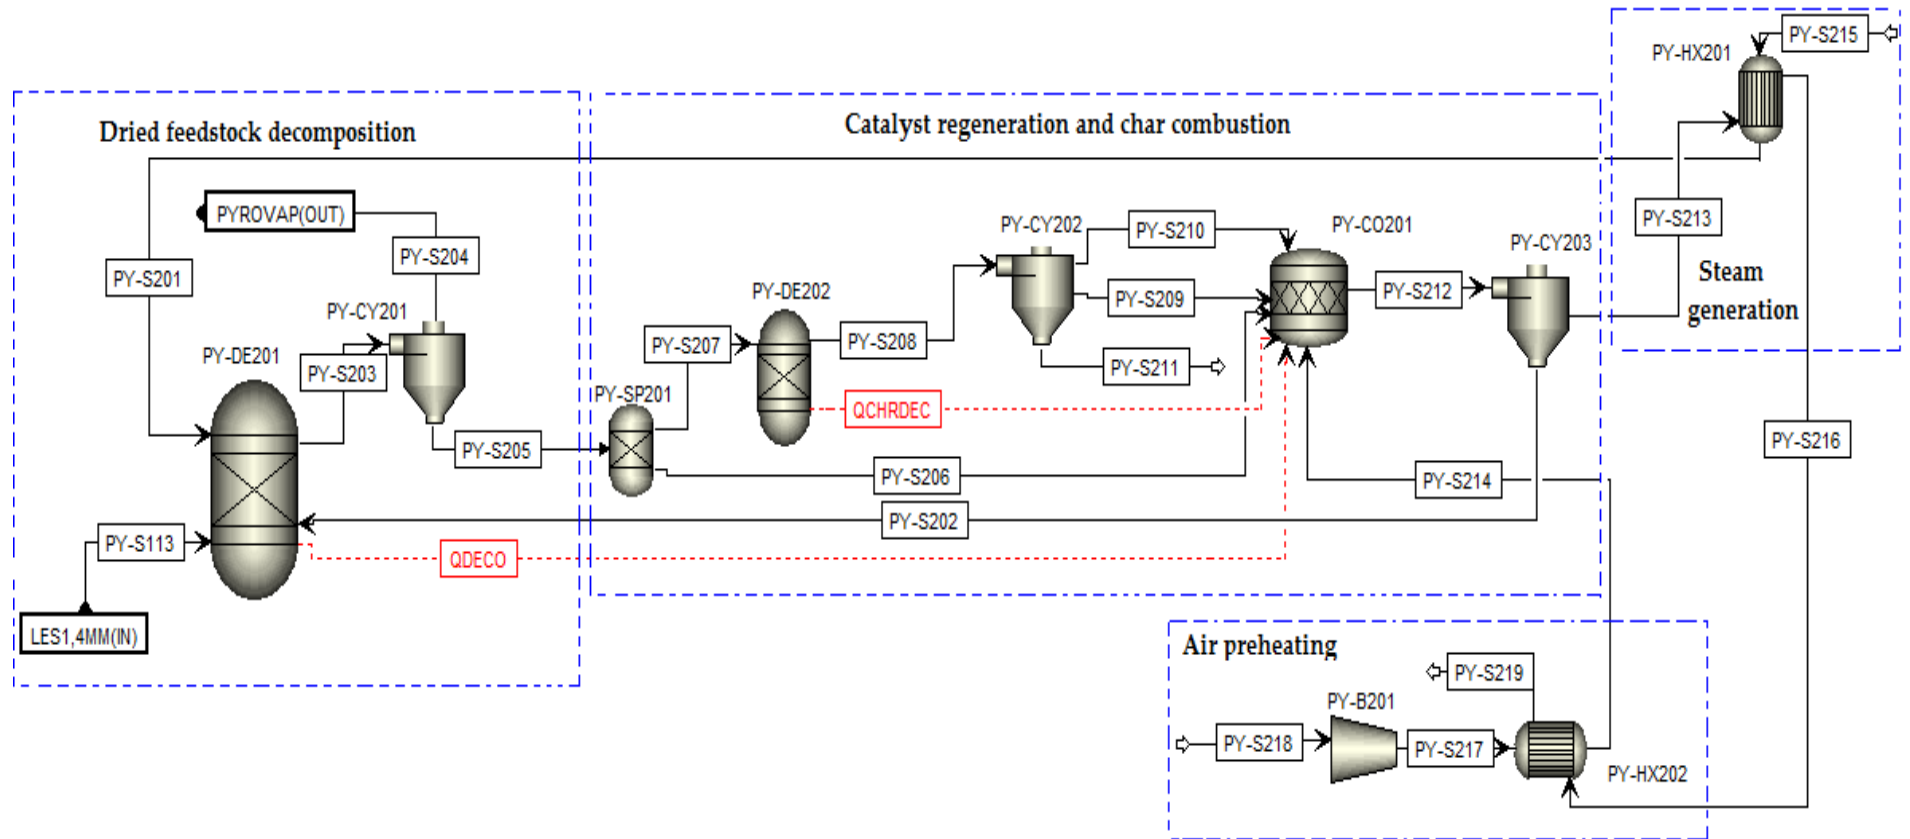 PY-S215
PY-HX201
Dried feedstock decomposition
Catalyst regeneration and char combustion
PYROVAP(OUT)
PY-S204
PY-S201
PY-CY201
PY-S203
PY-DE201
PY-S205
PY-S113
LES1,4MM(IN)
QDECO
PY-SP201
PY-S207
PY-DE202
PY-S208
PY-CY202
PY-S210
PY-S209
PY-S211
QCHRDEC
PY-S206
PY-S202
PY-CO201
PY-S212
PY-CY203
PY-S214
PY-S213
Steam
generation
PY-S216
Air preheating
PY-S219
PY-B201
PY-S218
PY-S217
PY-HX202